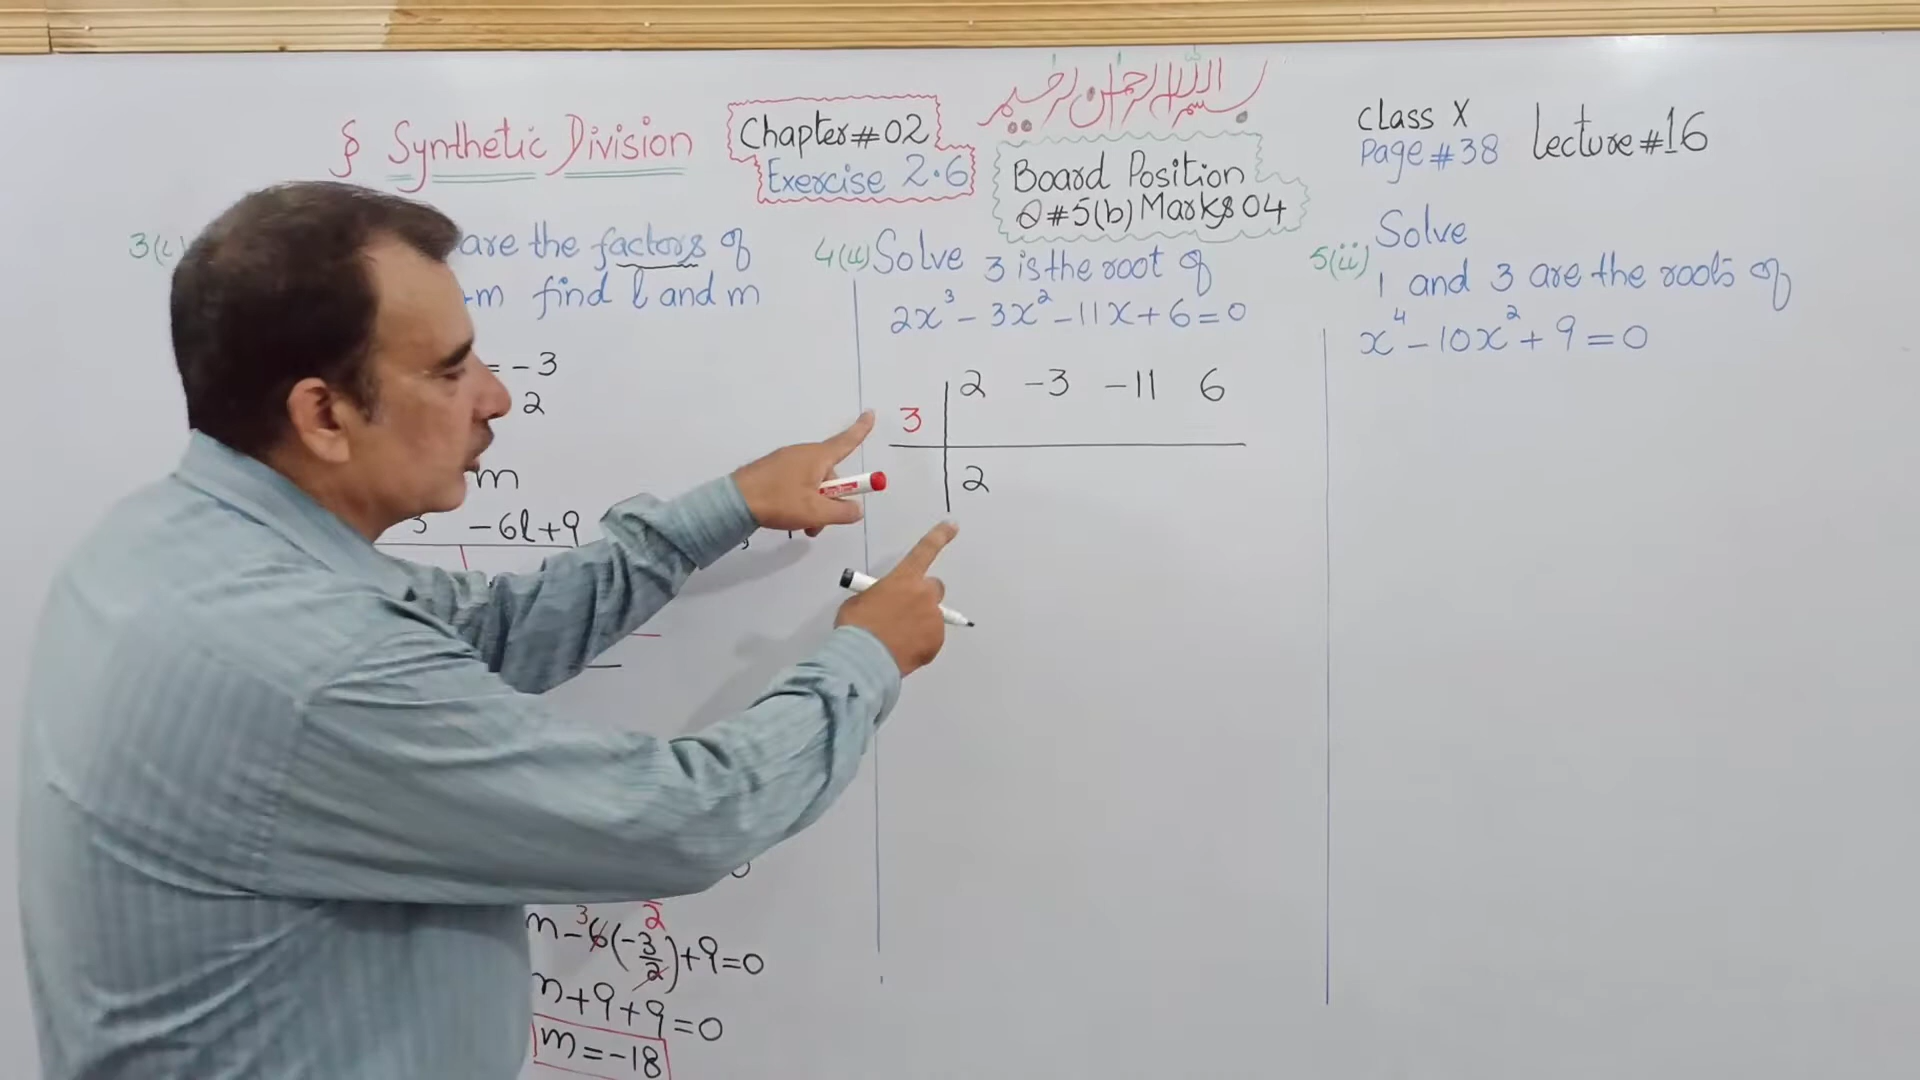 بسم اللہ الرحمٰن الرحیم
§ Synthetic Division
Chapter#02
Exercise 2.6
Board Position
Q#5(b) Marks 04
Class X
Page#38
Lecture#16
are the factors of
+m find l and m
= -3
2
m
3 -6l+9
m-6(-3/2)+9=0
3 2
m+9+9=0
m=-18
4(ii) Solve 3 is the root of
2x³-3x²-11x+6=0
2 -3 -11 6
3
2
5(ii) Solve
1 and 3 are the roots of
x⁴-10x²+9=0